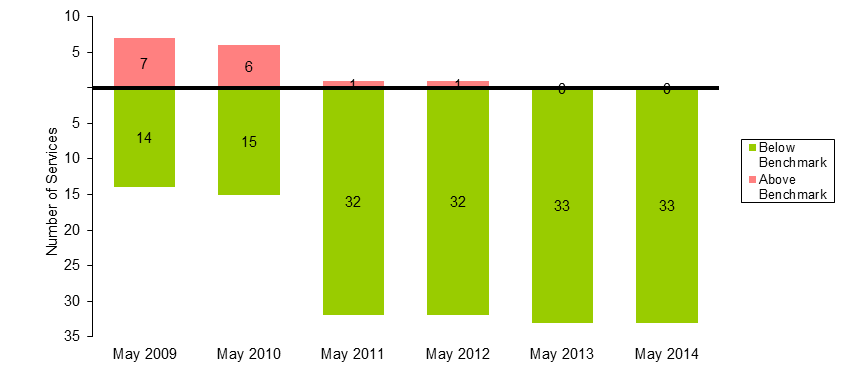 10
5
5
10
15
20
25
30
35
Number of Services
7
6
1
1
0
0
14
15
32
32
33
33
May 2009
May 2010
May 2011
May 2012
May 2013
May 2014
Below
Benchmark
Above
Benchmark